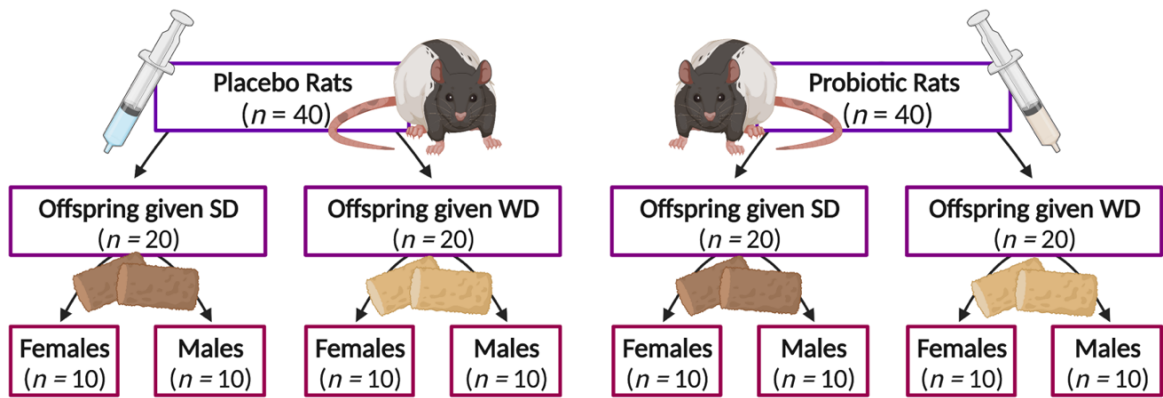 Placebo Rats
(n = 40)
Probiotic Rats
(n = 40)
Offspring given SD
(n = 20)
Offspring given WD
(n = 20)
Offspring given SD
(n = 20)
Offspring given WD
(n = 20)
Females
(n = 10)
Males
(n = 10)
Females
(n = 10)
Males
(n = 10)
Females
(n = 10)
Males
(n = 10)
Females
(n = 10)
Males
(n = 10)